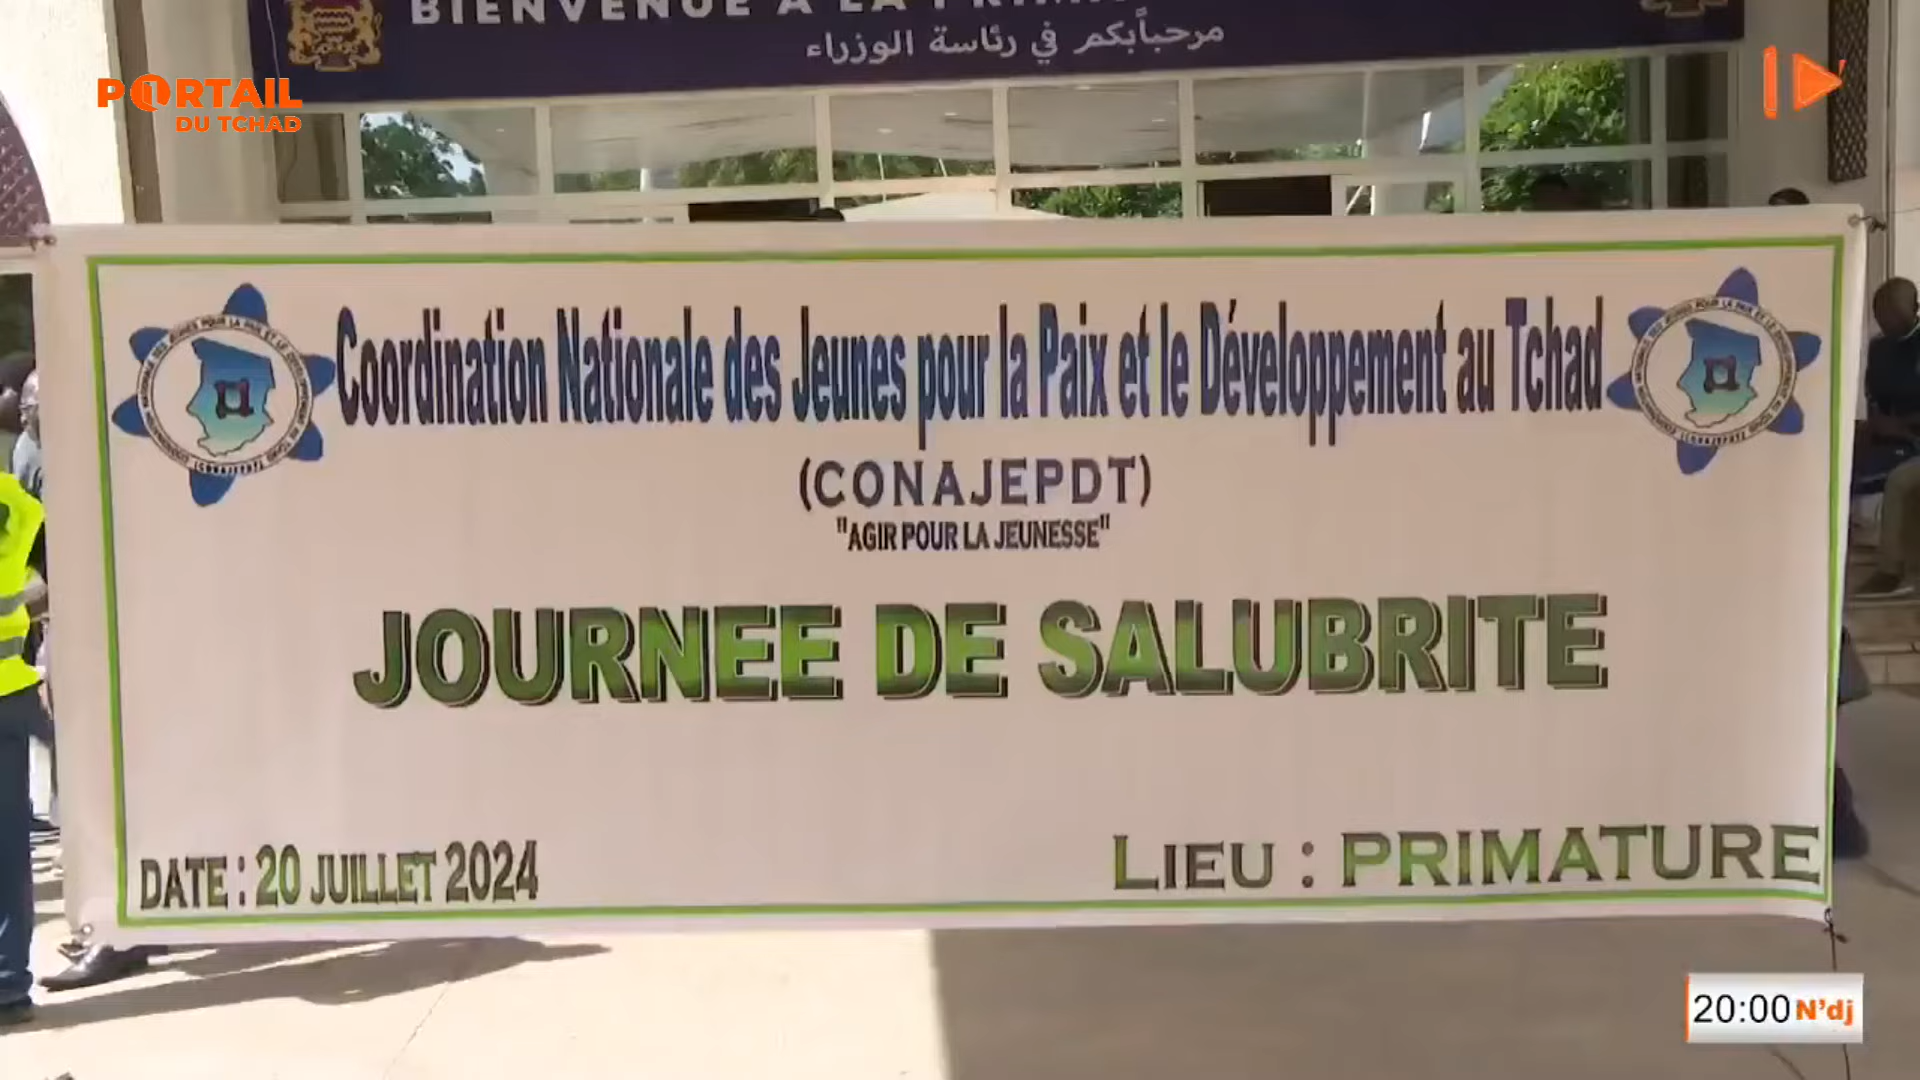 BIENVENUE A LA PRIM
مرحباًبكم في رئاسة الوزراء
PORTAIL
DU TCHAD
Coordination Nationale des Jeunes pour la Paix et le Développement au Tchad
(CONAJEPDT)
"AGIR POUR LA JEUNESSE"
JOURNEE DE SALUBRITE
DATE : 20 JUILLET 2024
LIEU : PRIMATURE
20:00 N'dj